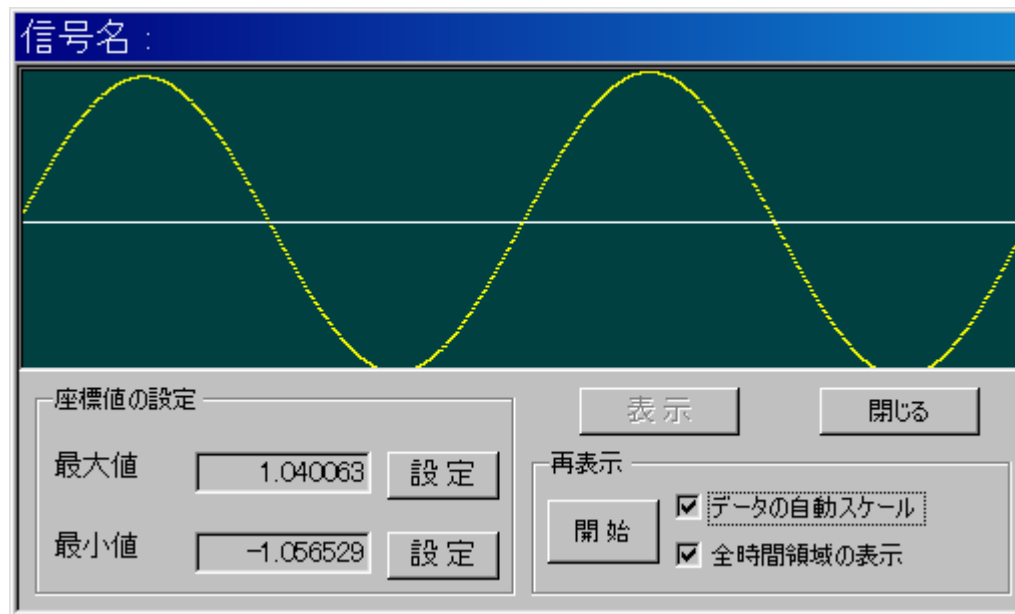 信号名 :
座標値の設定
最大値 1.040063 設定
最小値 -1.056529 設定
表示 閉じる
再表示
開始
データの自動スケール
全時間領域の表示